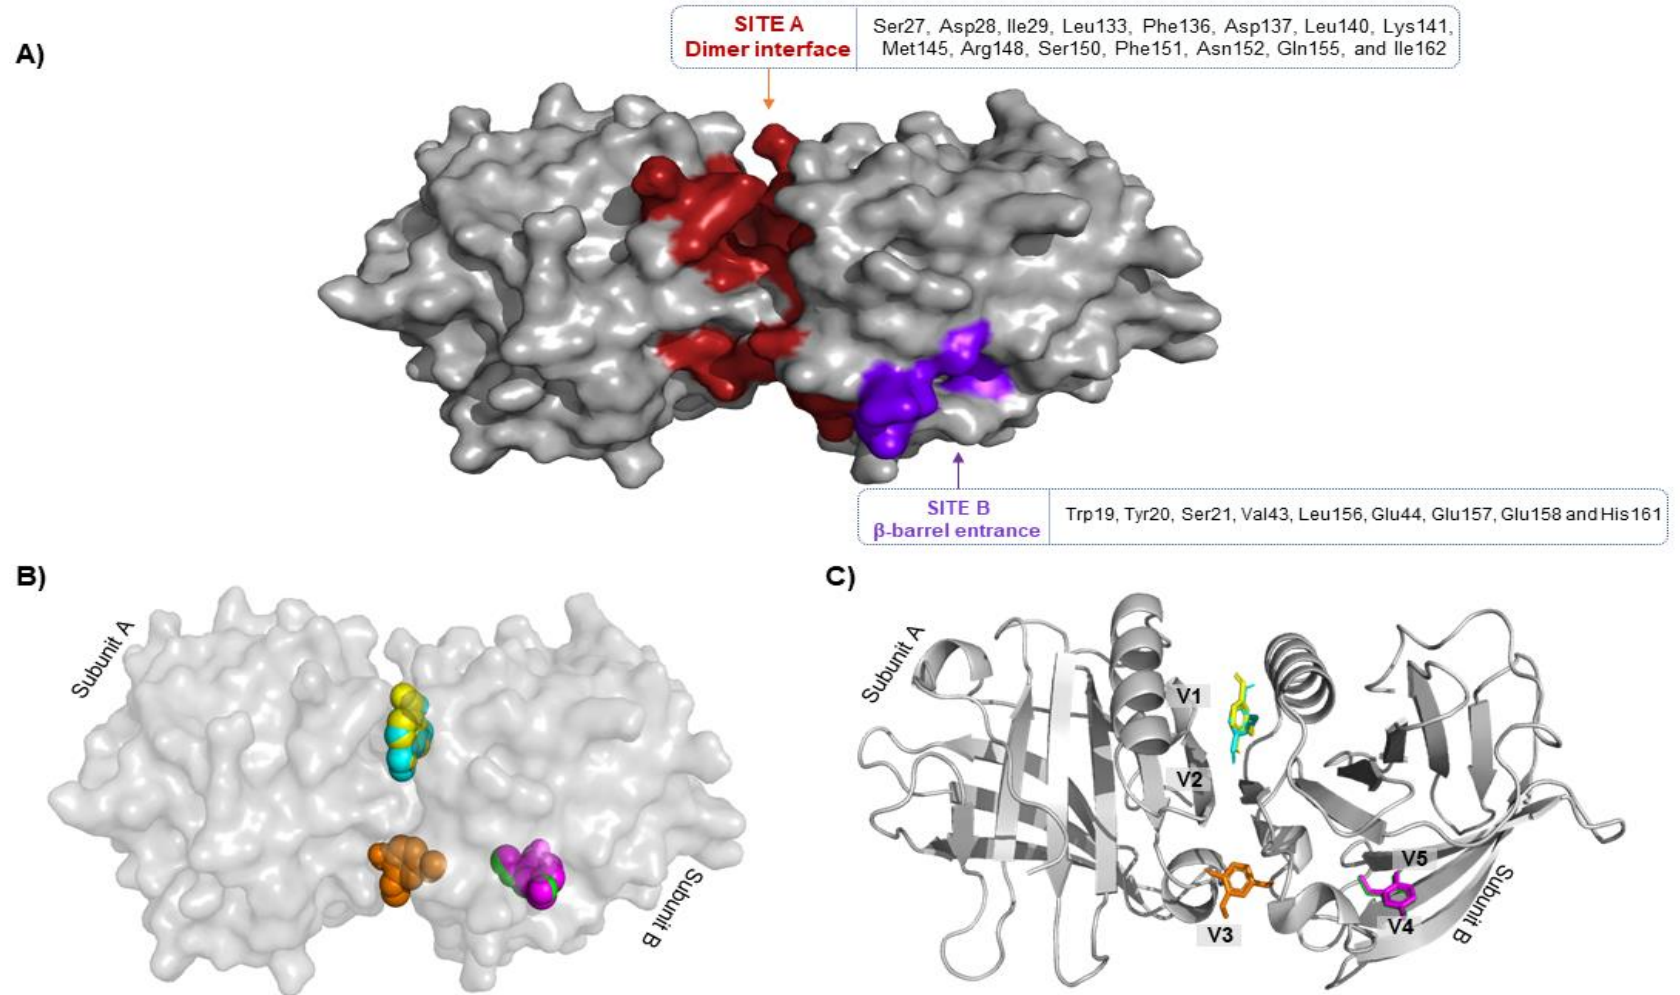 A)
SITE A
Dimer interface
Ser27, Asp28, Ile29, Leu133, Phe136, Asp137, Leu140, Lys141,
Met145, Arg148, Ser150, Phe151, Asn152, Gln155, and Ile162
SITE B
β-barrel entrance
Trp19, Tyr20, Ser21, Val43, Leu156, Glu44, Glu157, Glu158 and His161
B)
Subunit A
Subunit B
C)
Subunit A
V1
V2
V3
V5
V4
Subunit B